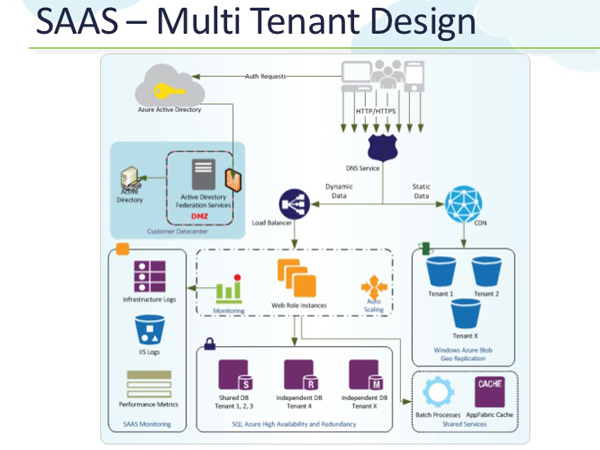 SAAS – Multi Tenant Design
Auth Requests
Azure Active Directory
HTTP/HTTPS
DNS Service
Dynamic
Data
Static
Data
Active
Directory
Active Directory
Federation Services
DMZ
Customer Datacenter
Load Balancer
CDN
Infrastructure Logs
IIS Logs
Performance Metrics
SAAS Monitoring
Monitoring
Web Role Instances
Auto
Scaling
Tenant 1
Tenant 2
Tenant X
Windows Azure Blob
Geo Replication
S
R
M
Shared DB
Tenant 1, 2, 3
Independent DB
Tenant 4
Independent DB
Tenant X
SQL Azure High Availability and Redundancy
CACHE
Batch Processes
AppFabric Cache
Shared Services